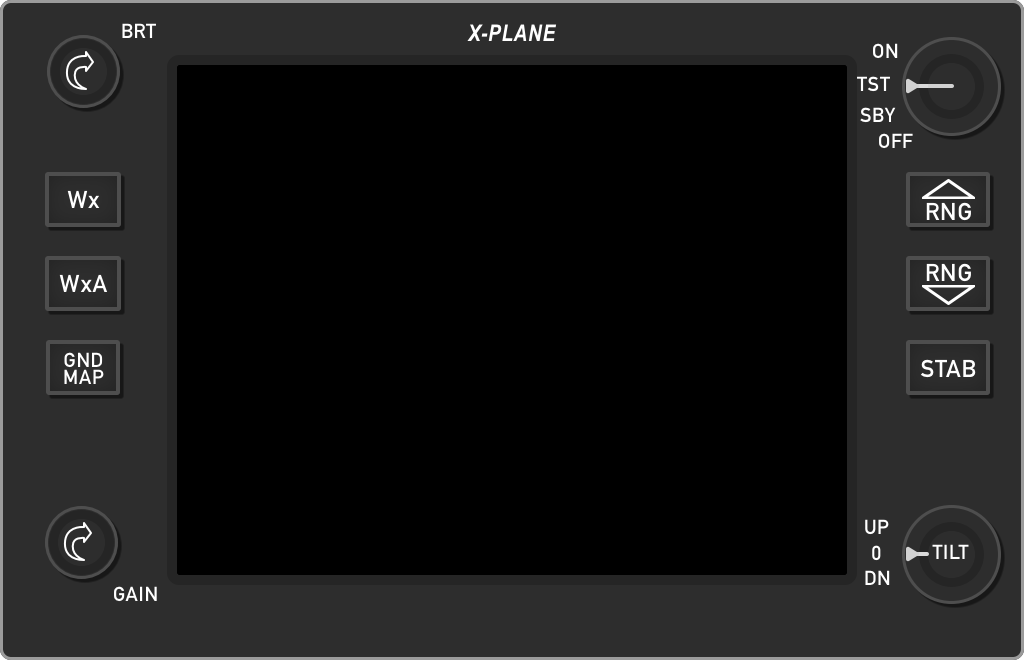 BRT
X-PLANE
ON
TST
SBY
OFF
Wx
RNG
WxA
RNG
GND
MAP
STAB
UP
0
TILT
DN
GAIN